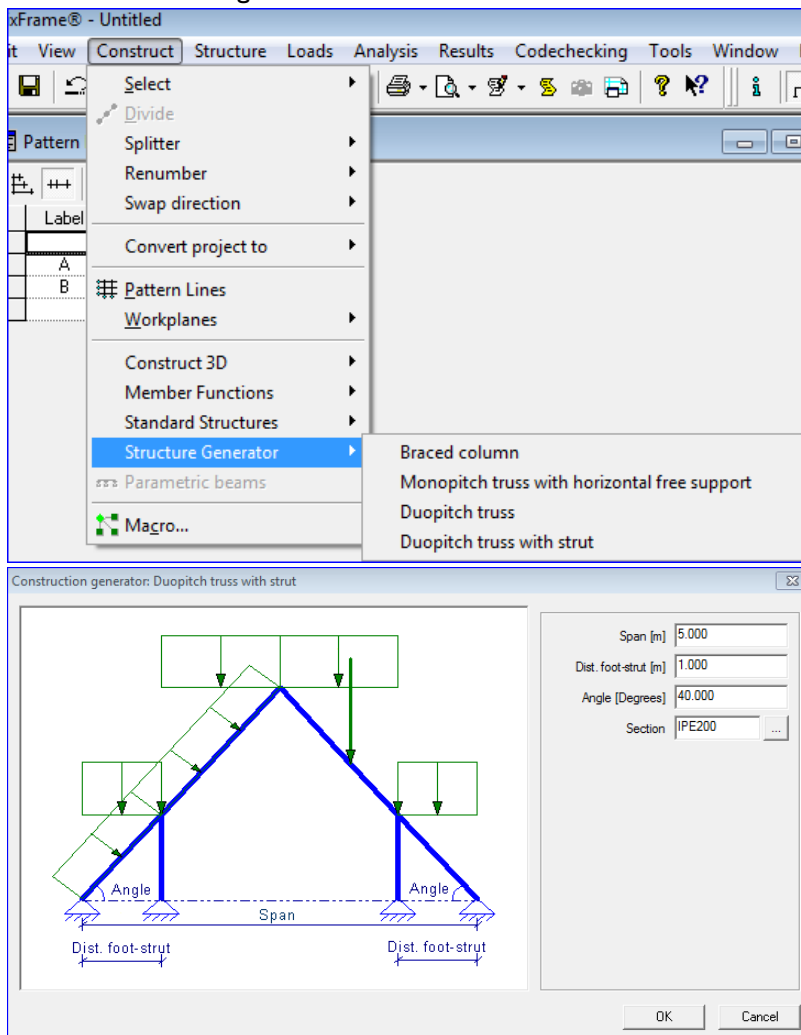 xFrame® - Untitled
it View Construct Structure Loads Analysis Results Codechecking Tools Window
Select
Divide
Splitter
Pattern
Renumber
Swap direction
Label
Convert project to
A
B
Pattern Lines
Workplanes
Construct 3D
Member Functions
Standard Structures
Structure Generator
Braced column
Parametric beams
Monopitch truss with horizontal free support
Duopitch truss
Macro...
Duopitch truss with strut
Construction generator: Duopitch truss with strut
Span [m] 5.000
Dist. foot-strut [m] 1.000
Angle [Degrees] 40.000
Section IPE200 ...
Angle Angle
Span
Dist. foot-strut Dist. foot-strut
OK Cancel